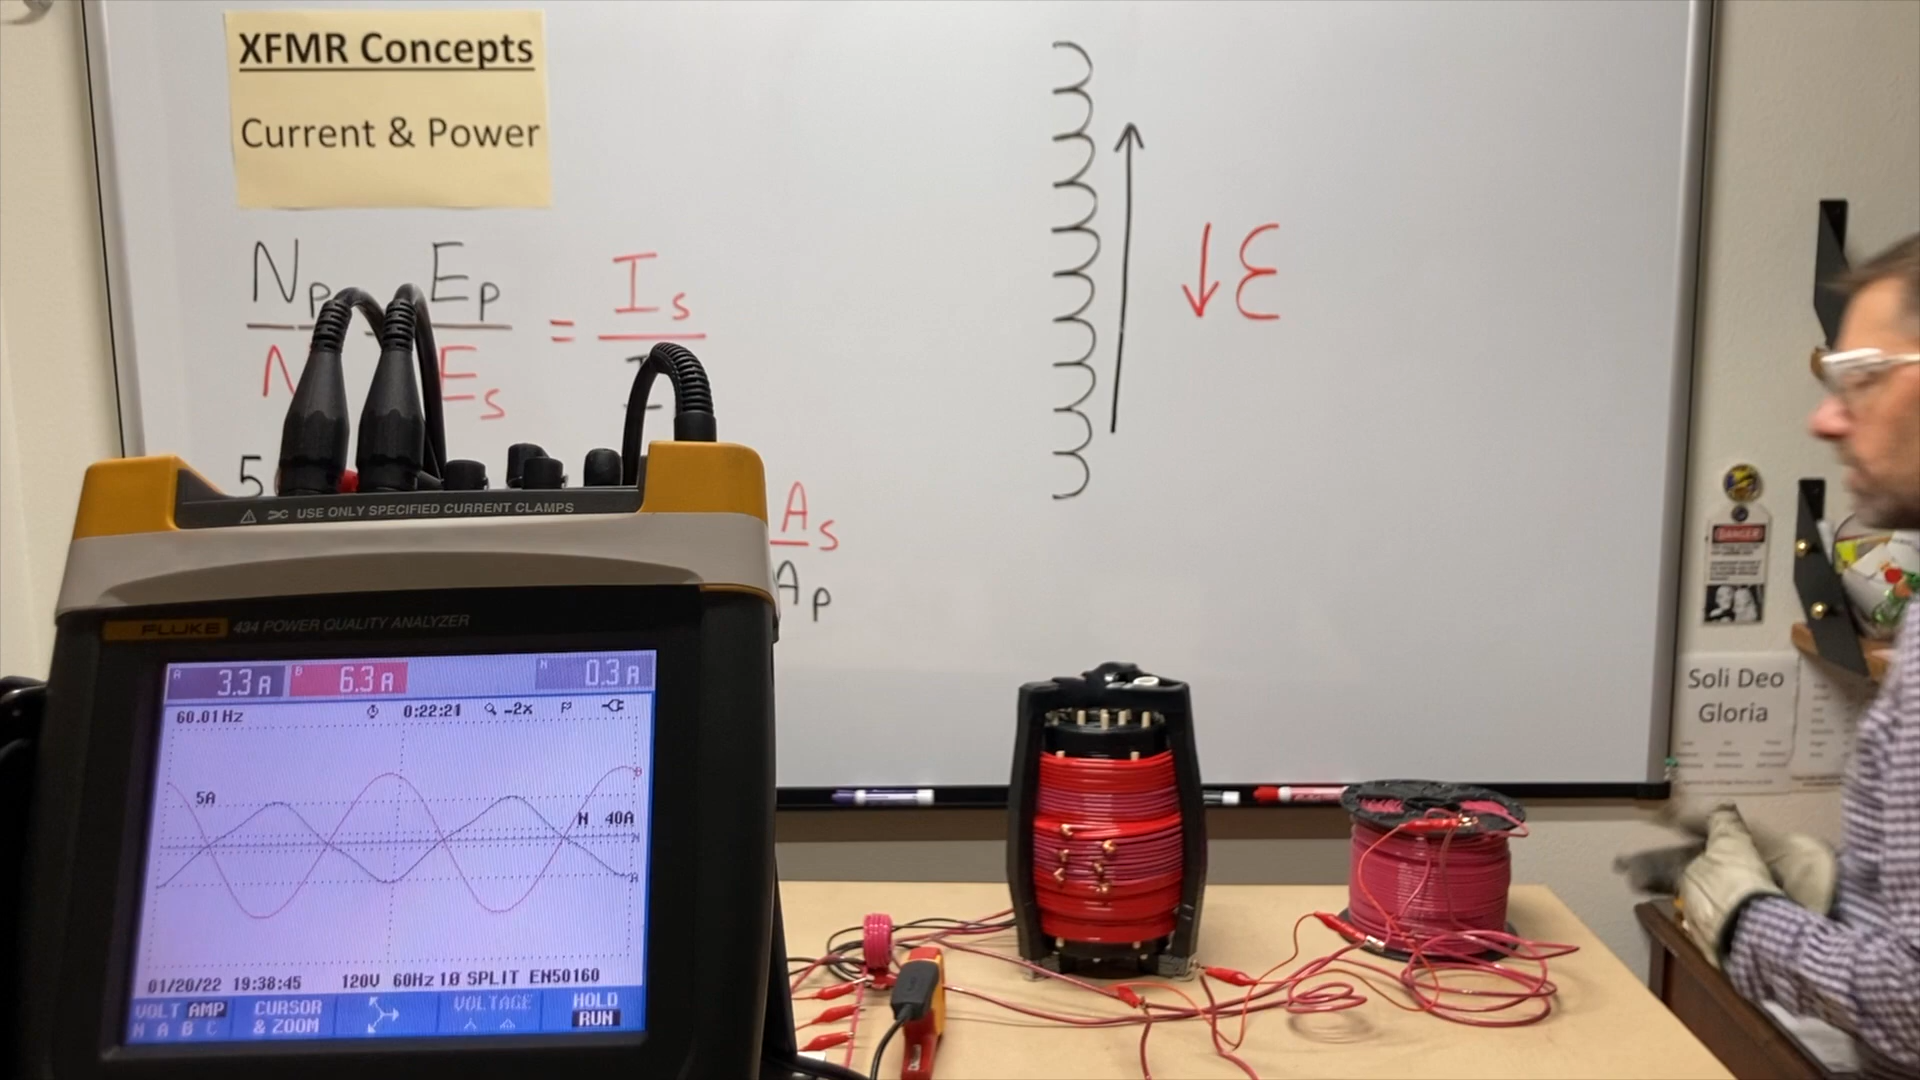 XFMR Concepts
Current & Power
Np Ep = Is
Es
5
As
Ap
ε
USE ONLY SPECIFIED CURRENT CLAMPS
FLUKE 434 POWER QUALITY ANALYZER
A 3.3 A B 6.3 A N 0.3 A
60.01Hz 0:22:21 -2x
5A
N 40A
01/20/22 19:38:45 120V 60Hz 1Ø SPLIT EN50160
VOLT AMP CURSOR VOLTAGE HOLD
N A B C & ZOOM RUN
DANGER
Soli Deo
Gloria